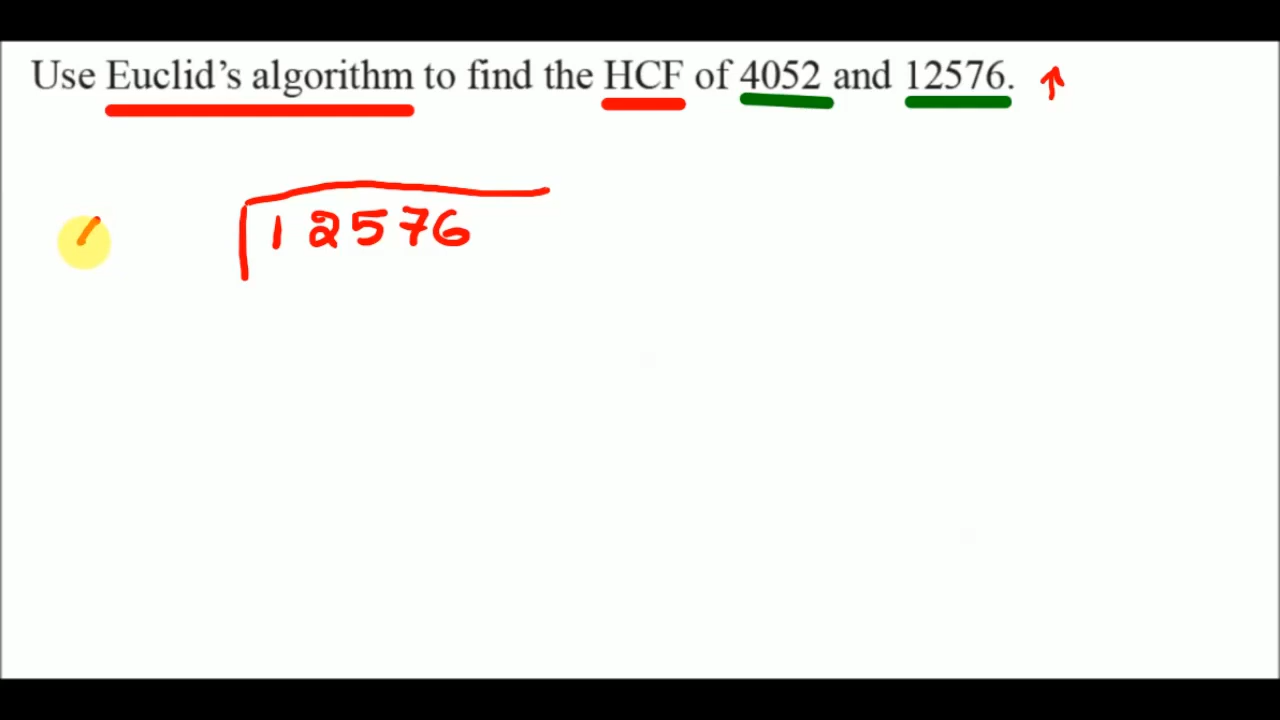 Use Euclid’s algorithm to find the HCF of 4052 and 12576.
12576